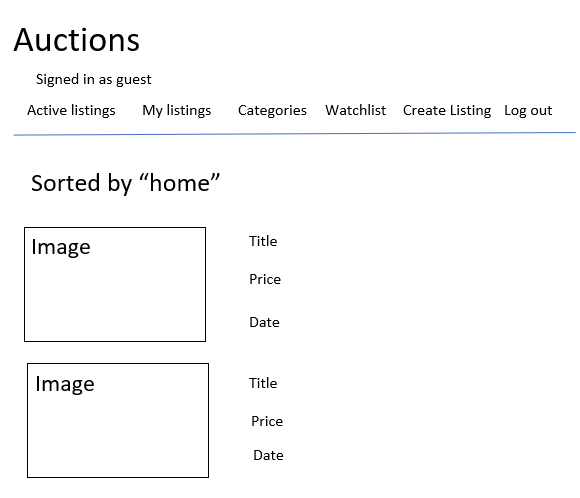 Auctions
Signed in as guest
Active listings My listings Categories Watchlist Create Listing Log out
Sorted by “home”
Image
Title
Price
Date
Image
Title
Price
Date